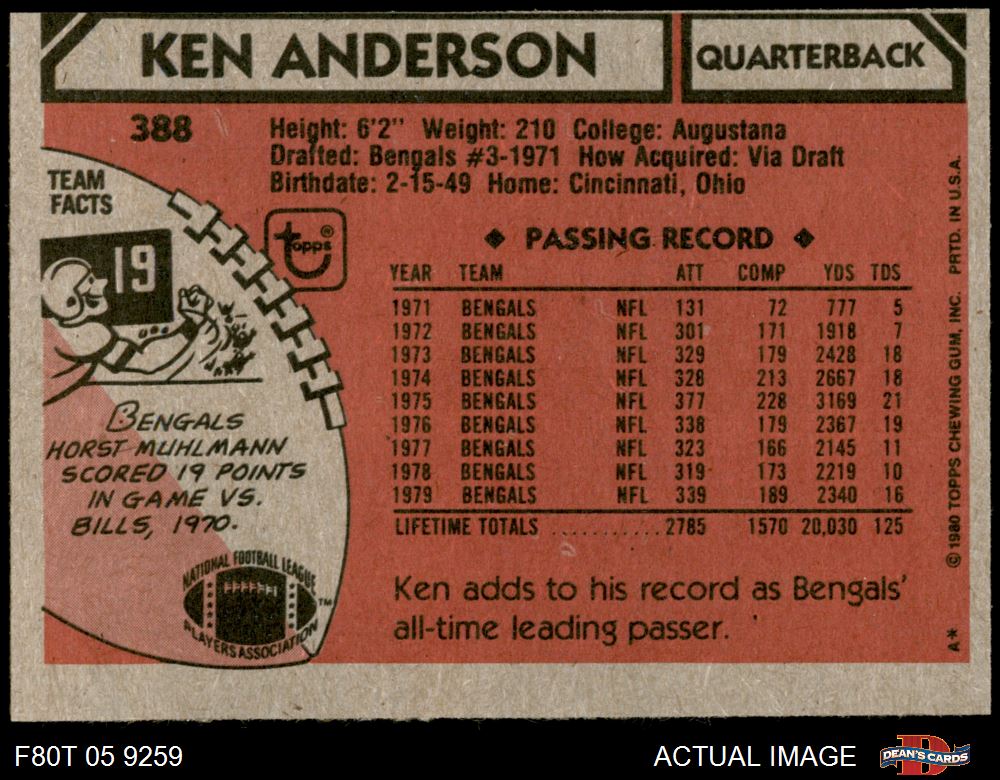 KEN ANDERSON
QUARTERBACK
388
Height: 6'2" Weight: 210 College: Augustana
Drafted: Bengals #3-1971 How Acquired: Via Draft
Birthdate: 2-15-49 Home: Cincinnati, Ohio
TEAM
FACTS
19
BENGALS
HORST MUHLMANN
SCORED 19 POINTS
IN GAME VS.
BILLS, 1970.
topps®
◆ PASSING RECORD ◆
YEAR TEAM ATT COMP YDS TDS
1971 BENGALS NFL 131 72 777 5
1972 BENGALS NFL 301 171 1918 7
1973 BENGALS NFL 329 179 2428 18
1974 BENGALS NFL 328 213 2667 18
1975 BENGALS NFL 377 228 3169 21
1976 BENGALS NFL 338 179 2367 19
1977 BENGALS NFL 323 166 2145 11
1978 BENGALS NFL 319 173 2219 10
1979 BENGALS NFL 339 189 2340 16
LIFETIME TOTALS ............ 2785 1570 20,030 125
Ken adds to his record as Bengals'
all-time leading passer.
NATIONAL FOOTBALL LEAGUE
PLAYERS ASSOCIATION
TM
A* © 1980 TOPPS CHEWING GUM, INC. PRTD. IN U.S.A.
F80T 05 9259
ACTUAL IMAGE
DEAN'S CARDS